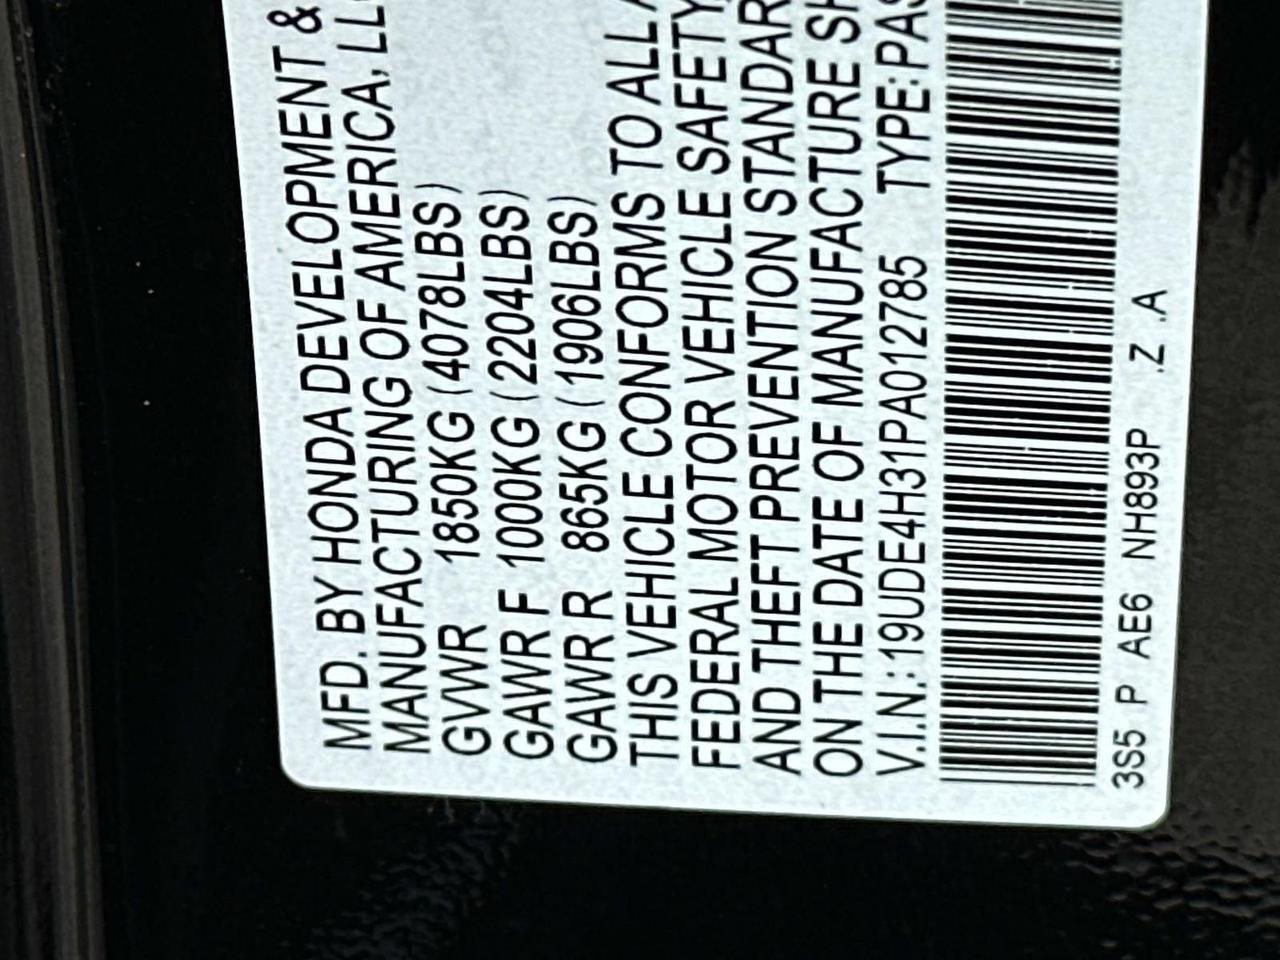 MFD. BY HONDA DEVELOPMENT &
MANUFACTURING OF AMERICA, LL
GVWR 1850KG (4078LBS)
GAWR F 1000KG (2204LBS)
GAWR R 865KG (1906LBS)
THIS VEHICLE CONFORMS TO ALL A
FEDERAL MOTOR VEHICLE SAFETY,
AND THEFT PREVENTION STANDAR
ON THE DATE OF MANUFACTURE SH
V.I.N.: 19UDE4H31PA012785 TYPE: PAS
3S5 P AE6 NH893P .Z .A